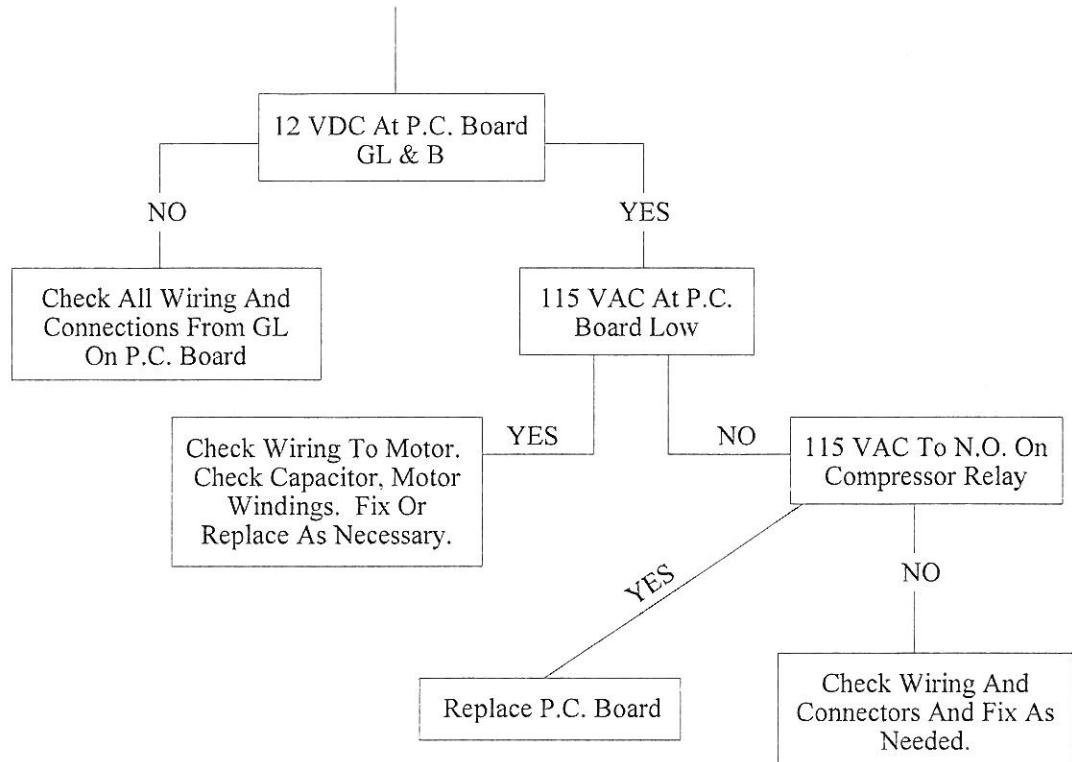 12 VDC At P.C. Board
GL & B
NO
YES
Check All Wiring And
Connections From GL
On P.C. Board
115 VAC At P.C.
Board Low
YES
NO
Check Wiring To Motor.
Check Capacitor, Motor
Windings. Fix Or
Replace As Necessary.
115 VAC To N.O. On
Compressor Relay
YES
NO
Replace P.C. Board
Check Wiring And
Connectors And Fix As
Needed.